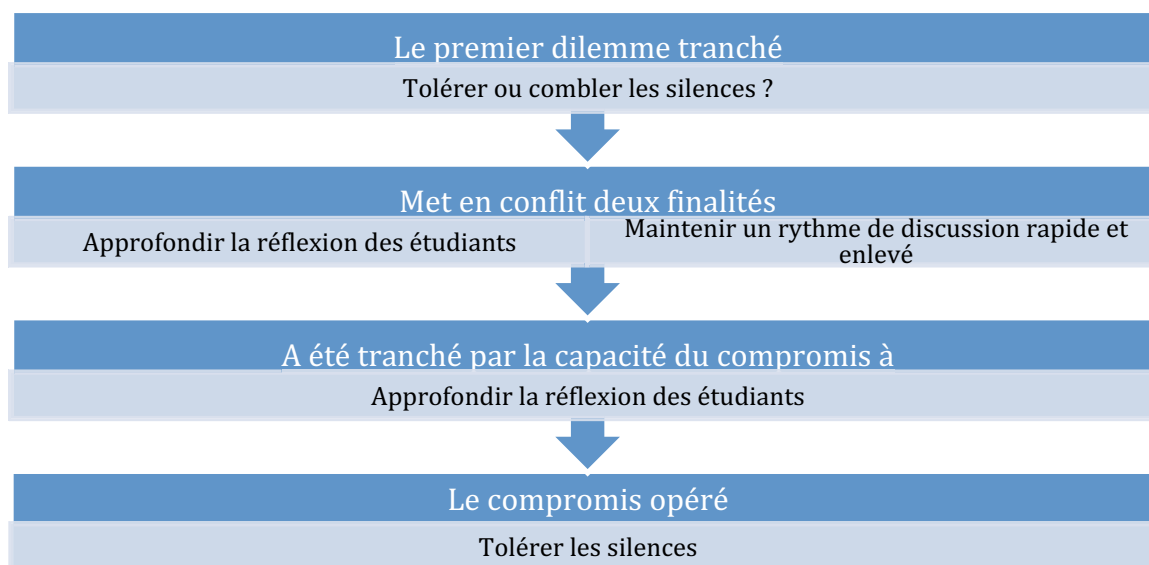 Le premier dilemme tranché
Tolérer ou combler les silences ?
Met en conflit deux finalités
Approfondir la réflexion des étudiants
Maintenir un rythme de discussion rapide et
enlevé
A été tranché par la capacité du compromis à
Approfondir la réflexion des étudiants
Le compromis opéré
Tolérer les silences